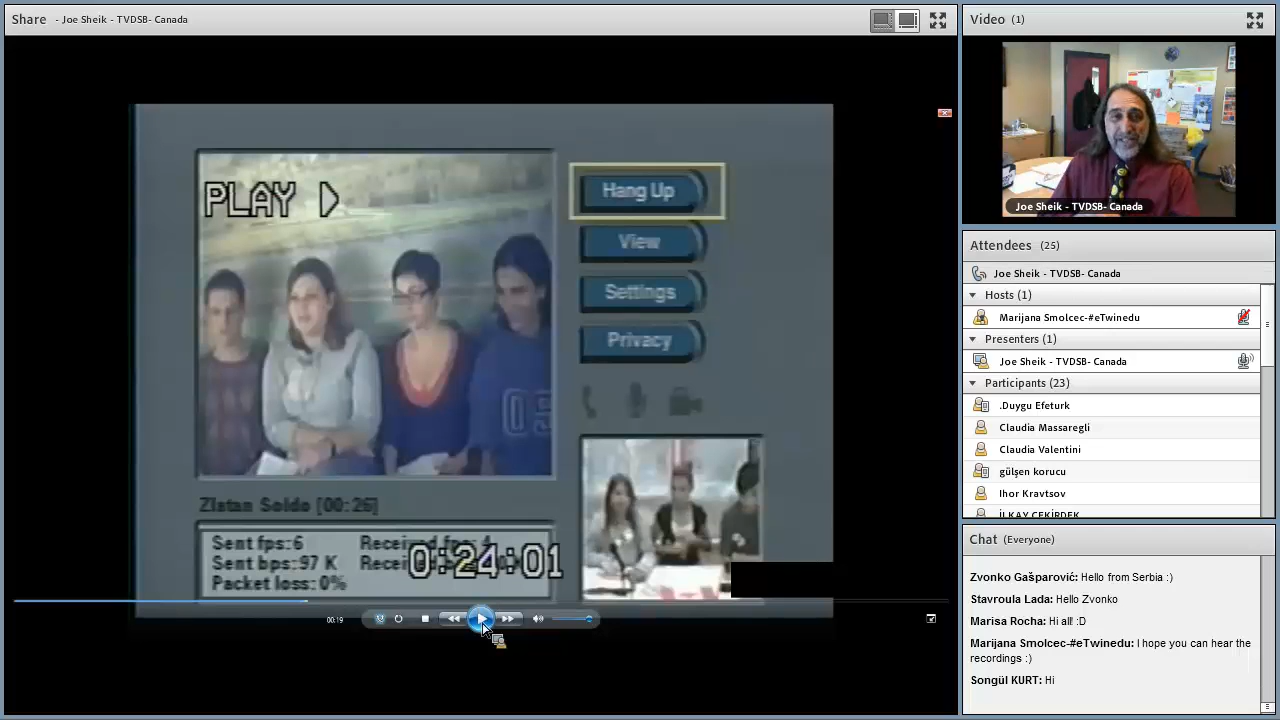 Share - Joe Sheik - TVDSB- Canada
PLAY
Hang Up
View
Settings
Privacy
Zlatan Soldo [00:26]
Sent fps:6
Sent bps:97 K
Packet loss:0%
0:24:01
00:19
Video (1)
Joe Sheik - TVDSB- Canada
Attendees (25)
Joe Sheik - TVDSB- Canada
Hosts (1)
Marijana Smolcec-#eTwinedu
Presenters (1)
Joe Sheik - TVDSB- Canada
Participants (23)
.Duygu Efeturk
Claudia Massaregli
Claudia Valentini
gülşen korucu
Ihor Kravtsov
İLKAY ÇEKİRDEK
Chat (Everyone)
Zvonko Gašparović: Hello from Serbia :)
Stavroula Lada: Hello Zvonko
Marisa Rocha: Hi all! :D
Marijana Smolcec-#eTwinedu: I hope you can hear the
recordings :)
Songül KURT: Hi